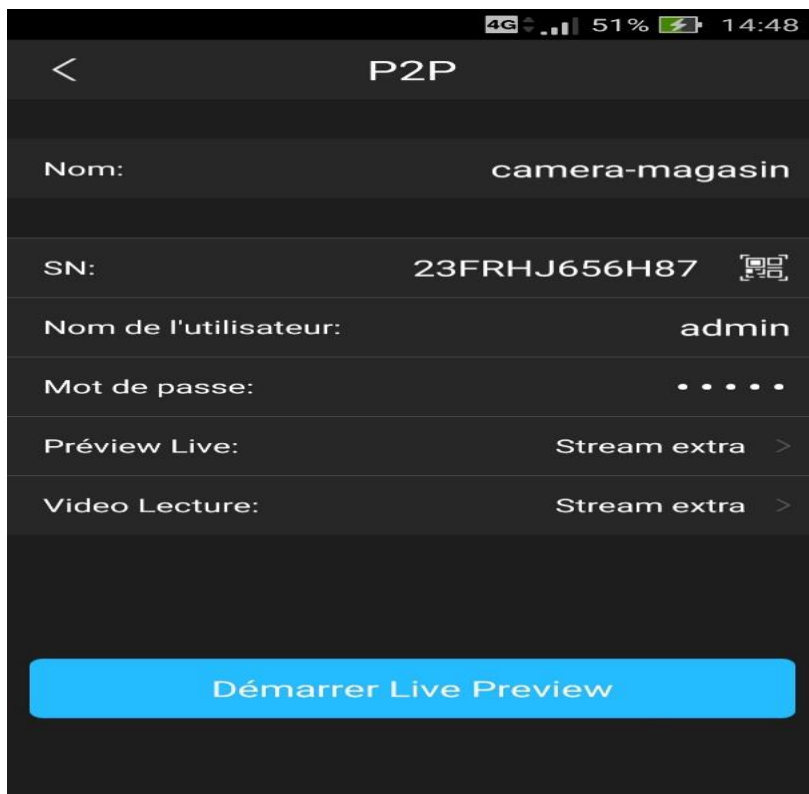 4G 51% 14:48
< P2P
Nom: camera-magasin
SN: 23FRHJ656H87
Nom de l'utilisateur: admin
Mot de passe: •••••
Préview Live: Stream extra >
Video Lecture: Stream extra >
Démarrer Live Preview